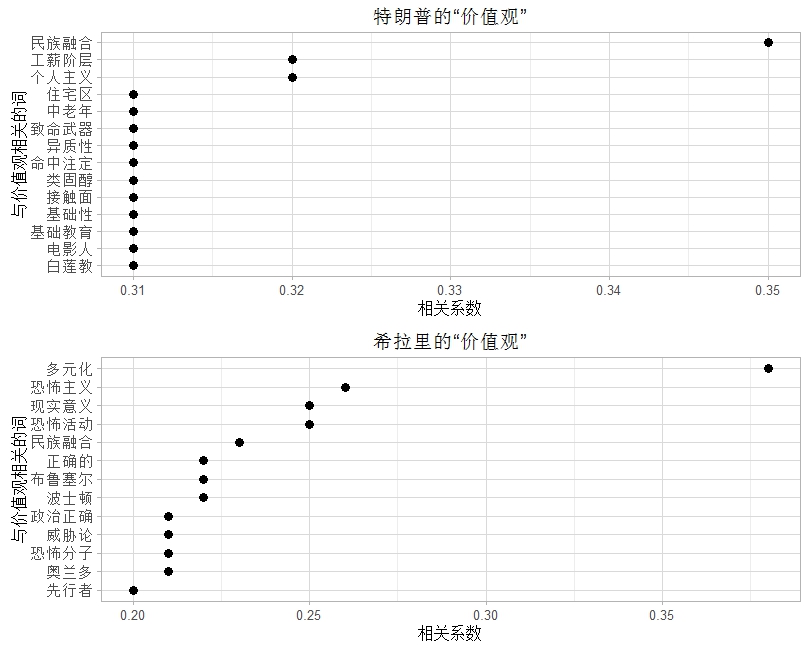 特朗普的“价值观”
与价值观相关的词
民族融合
工薪阶层
个人主义
住宅区
中老年
致命武器
异质性
命中注定
类固醇
接触面
基础性
基础教育
电影人
白莲教
0.31 0.32 0.33 0.34 0.35
相关系数
希拉里的“价值观”
与价值观相关的词
多元化
恐怖主义
现实意义
恐怖活动
民族融合
正确的
布鲁塞尔
波士顿
政治正确
威胁论
恐怖分子
奥兰多
先行者
0.20 0.25 0.30 0.35
相关系数